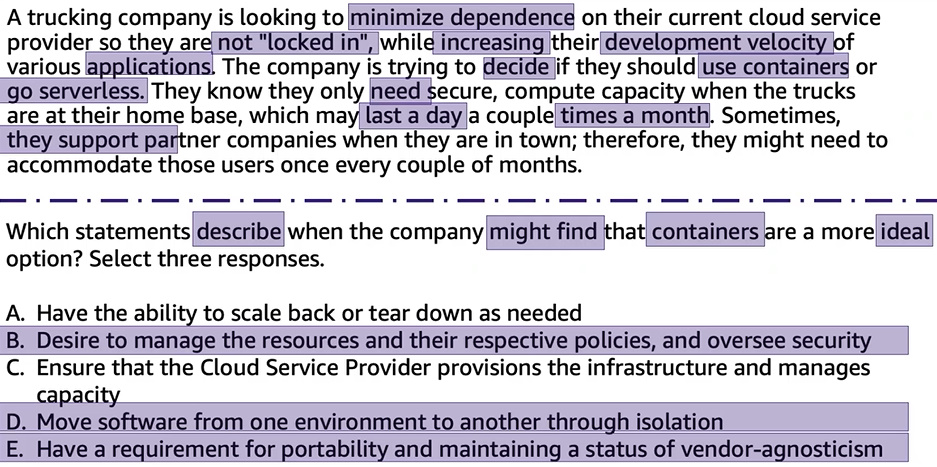 A trucking company is looking to minimize dependence on their current cloud service
provider so they are not "locked in", while increasing their development velocity of
various applications. The company is trying to decide if they should use containers or
go serverless. They know they only need secure, compute capacity when the trucks
are at their home base, which may last a day a couple times a month. Sometimes,
they support partner companies when they are in town; therefore, they might need to
accommodate those users once every couple of months.
Which statements describe when the company might find that containers are a more ideal
option? Select three responses.
A. Have the ability to scale back or tear down as needed
B. Desire to manage the resources and their respective policies, and oversee security
C. Ensure that the Cloud Service Provider provisions the infrastructure and manages
capacity
D. Move software from one environment to another through isolation
E. Have a requirement for portability and maintaining a status of vendor-agnosticism